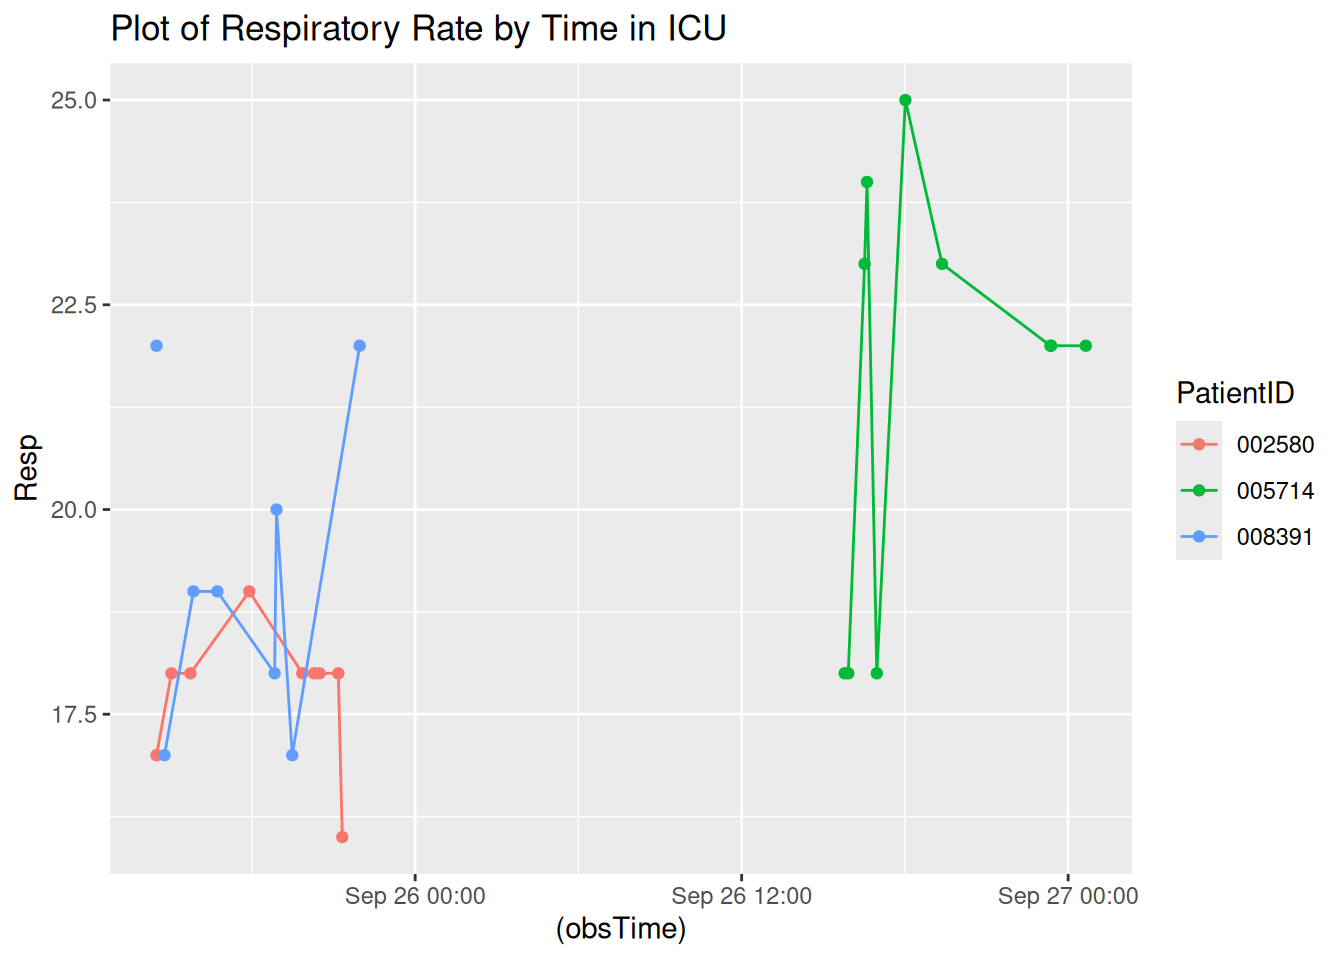 Plot of Respiratory Rate by Time in ICU
25.0
22.5
20.0
17.5
Resp
Sep 26 00:00
Sep 26 12:00
Sep 27 00:00
(obsTime)
PatientID
002580
005714
008391